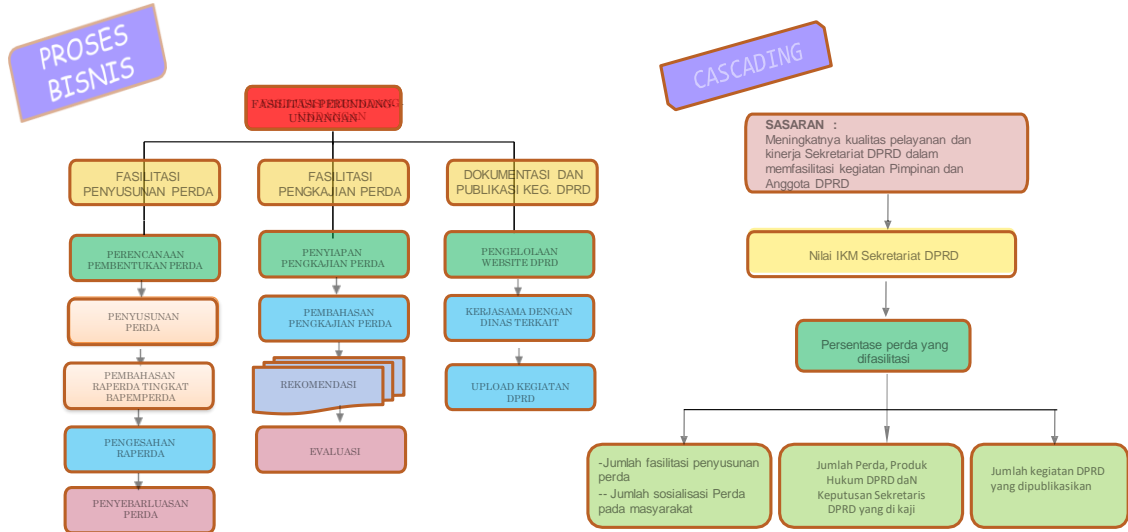 PROSES
BISNIS
CASCADING
FASILITASI PERUNDANG-
UNDANGAN
FASILITASI
PENYUSUNAN PERDA
FASILITASI
PENGKAJIAN PERDA
DOKUMENTASI DAN
PUBLIKASI KEG. DPRD
PERENCANAAN
PEMBENTUKAN PERDA
PENYUSUNAN
PERDA
PEMBAHASAN
RAPERDA TINGKAT
BAPEMPERDA
PENGESAHAN
RAPERDA
PENYEBARLUASAN
PERDA
PENYIAPAN
PENGKAJIAN PERDA
PEMBAHASAN
PENGKAJIAN PERDA
REKOMENDASI
EVALUASI
PENGELOLAAN
WEBSITE DPRD
KERJASAMA DENGAN
DINAS TERKAIT
UPLOAD KEGIATAN
DPRD
SASARAN :
Meningkatnya kualitas pelayanan dan
kinerja Sekretariat DPRD dalam
memfasilitasi kegiatan Pimpinan dan
Anggota DPRD
Nilai IKM Sekretariat DPRD
Persentase perda yang
difasilitasi
-Jumlah fasilitasi penyusunan
perda
-- Jumlah sosialisasi Perda
pada masyarakat
Jumlah Perda, Produk
Hukum DPRD daN
Keputusan Sekretaris
DPRD yang di kaji
Jumlah kegiatan DPRD
yang dipublikasikan